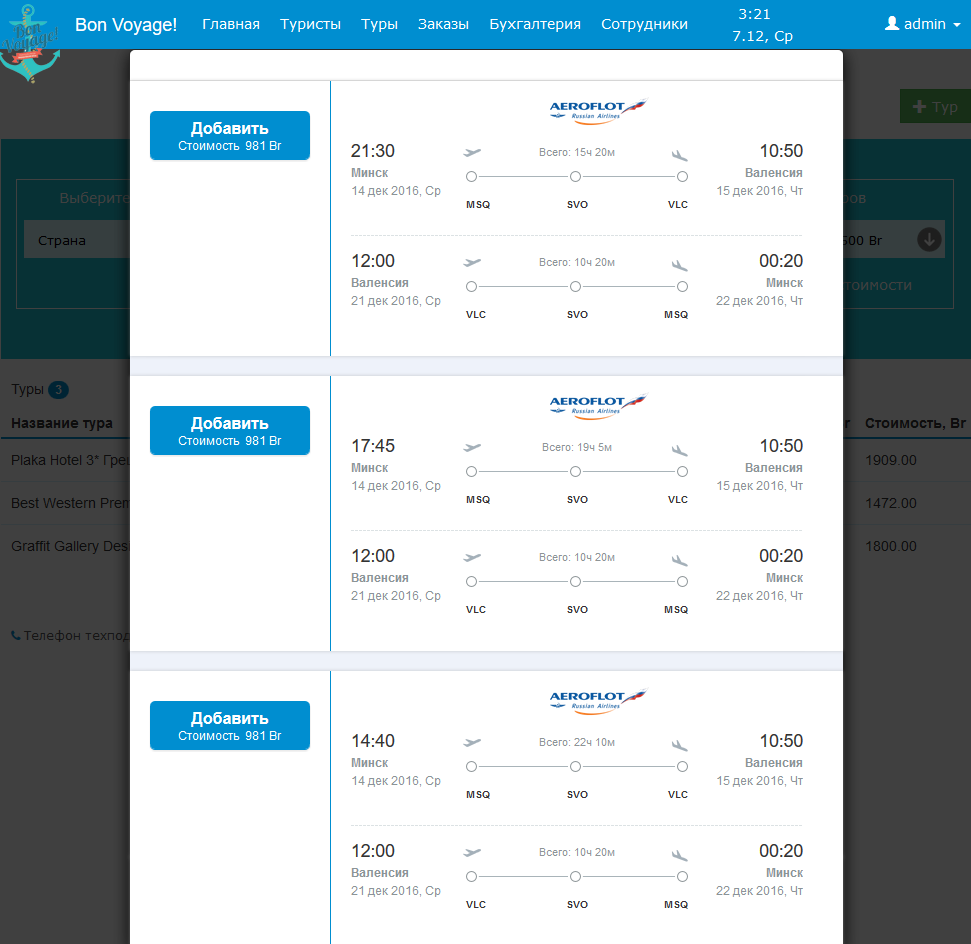 Bon Voyage!
Bon Voyage! Главная Туристы Туры Заказы Бухгалтерия Сотрудники
3:21
7.12, Ср
admin
Тур
Добавить
Стоимость 981 Br
AEROFLOT
Russian Airlines
21:30 Всего: 15ч 20м 10:50
Минск Валенсия
14 дек 2016, Ср 15 дек 2016, Чт
MSQ SVO VLC
12:00 Всего: 10ч 20м 00:20
Валенсия Минск
21 дек 2016, Ср 22 дек 2016, Чт
VLC SVO MSQ
Выберите
Страна
500 Br
тоимости
Туры 3
Название тура Стоимость, Br
Plaka Hotel 3* Грец 1909.00
Best Western Prem 1472.00
Graffit Gallery Desi 1800.00
Телефон техпод
Добавить
Стоимость 981 Br
AEROFLOT
Russian Airlines
17:45 Всего: 19ч 5м 10:50
Минск Валенсия
14 дек 2016, Ср 15 дек 2016, Чт
MSQ SVO VLC
12:00 Всего: 10ч 20м 00:20
Валенсия Минск
21 дек 2016, Ср 22 дек 2016, Чт
VLC SVO MSQ
Добавить
Стоимость 981 Br
AEROFLOT
Russian Airlines
14:40 Всего: 22ч 10м 10:50
Минск Валенсия
14 дек 2016, Ср 15 дек 2016, Чт
MSQ SVO VLC
12:00 Всего: 10ч 20м 00:20
Валенсия Минск
21 дек 2016, Ср 22 дек 2016, Чт
VLC SVO MSQ